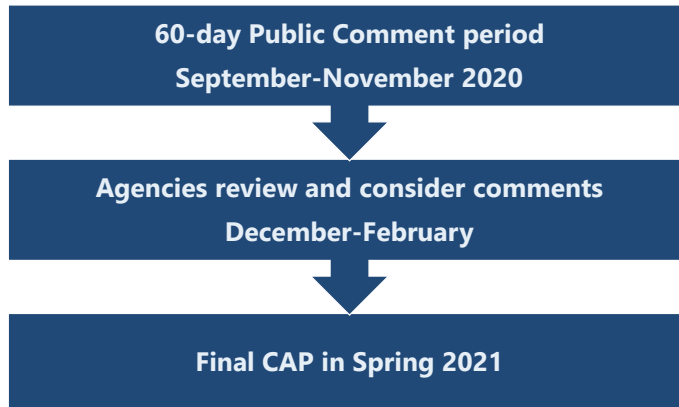 60-day Public Comment period
September-November 2020
Agencies review and consider comments
December-February
Final CAP in Spring 2021